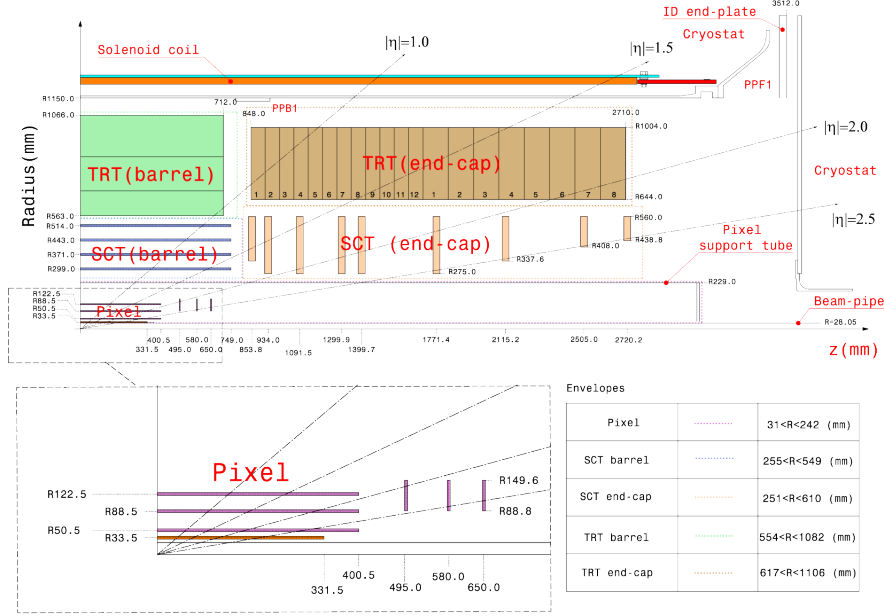 3512.0
ID end-plate
Cryostat
|η|=1.0
|η|=1.5
Solenoid coil
PPF1
R1150.0
712.0
PPB1
R1066.0
848.0
2710.0
R1004.0
|η|=2.0
Radius(mm)
TRT(barrel)
TRT(end-cap)
Cryostat
1 2 3 4 5 6 7 8 9 10 11 12 1 2 3 4 5 6 7 8
R644.0
R563.0
R514.0
R443.0
R371.0
R299.0
SCT(barrel)
SCT (end-cap)
R560.0
R438.8
R408.0
R337.6
R275.0
|η|=2.5
Pixel
support tube
R229.0
R122.5
R88.5
R50.5
R33.5
Pixel
Beam-pipe
R=28.05
z(mm)
400.5 580.0 749.0 934.0 1299.9 1771.4 2115.2 2505.0 2720.2
331.5 495.0 650.0 853.8 1091.5 1399.7
Pixel
R122.5
R88.5
R50.5
R33.5
R149.6
R88.8
400.5 580.0
331.5 495.0 650.0
Envelopes
Pixel 31<R<242 (mm)
SCT barrel 255<R<549 (mm)
SCT end-cap 251<R<610 (mm)
TRT barrel 554<R<1082 (mm)
TRT end-cap 617<R<1106 (mm)